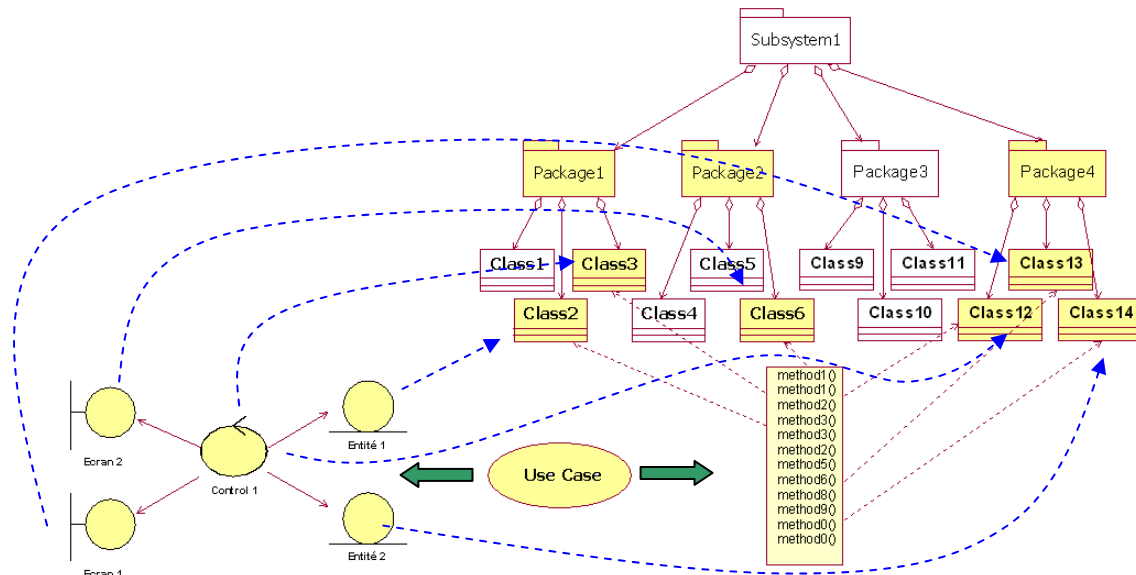 Subsystem1
Package1
Package2
Package3
Package4
Class1
Class3
Class5
Class9
Class11
Class13
Class2
Class4
Class6
Class10
Class12
Class14
method1()
method1()
method2()
method3()
method3()
method2()
method5()
method6()
method8()
method9()
method0()
method0()
Entité 1
Ecran 2
Control 1
Use Case
Entité 2
Ecran 1